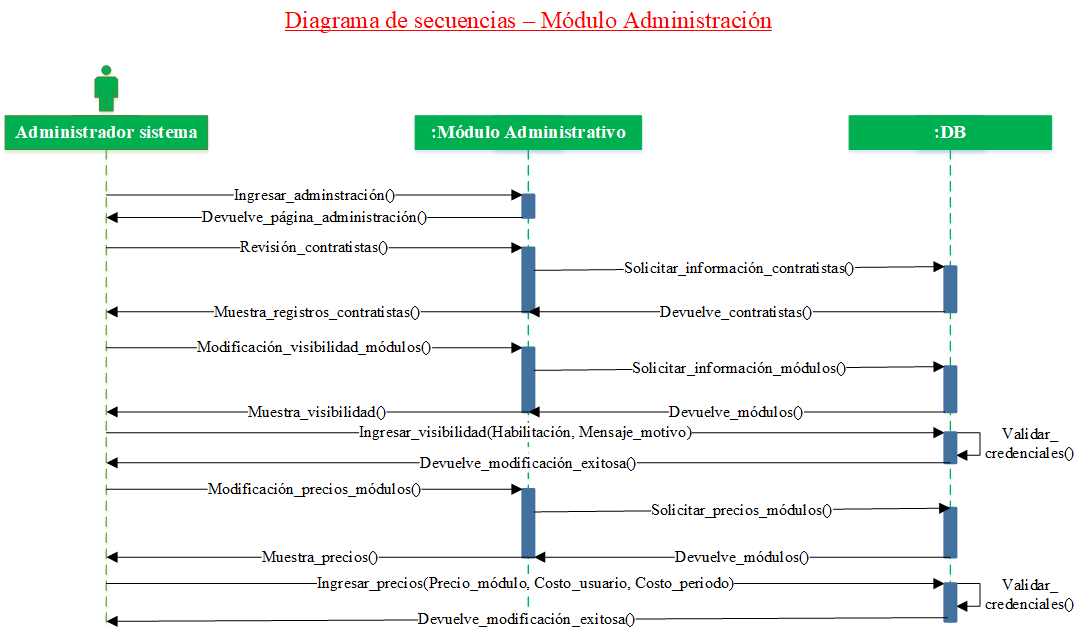 Diagrama de secuencias – Módulo Administración
Administrador sistema
:Módulo Administrativo
:DB
Ingresar_adminstración()
Devuelve_página_administración()
Revisión_contratistas()
Solicitar_información_contratistas()
Muestra_registros_contratistas()
Devuelve_contratistas()
Modificación_visibilidad_módulos()
Solicitar_información_módulos()
Muestra_visibilidad()
Devuelve_módulos()
Ingresar_visibilidad(Habilitación, Mensaje_motivo)
Validar_
credenciales()
Devuelve_modificación_exitosa()
Modificación_precios_módulos()
Solicitar_precios_módulos()
Muestra_precios()
Devuelve_módulos()
Ingresar_precios(Precio_módulo, Costo_usuario, Costo_periodo)
Validar_
credenciales()
Devuelve_modificación_exitosa()